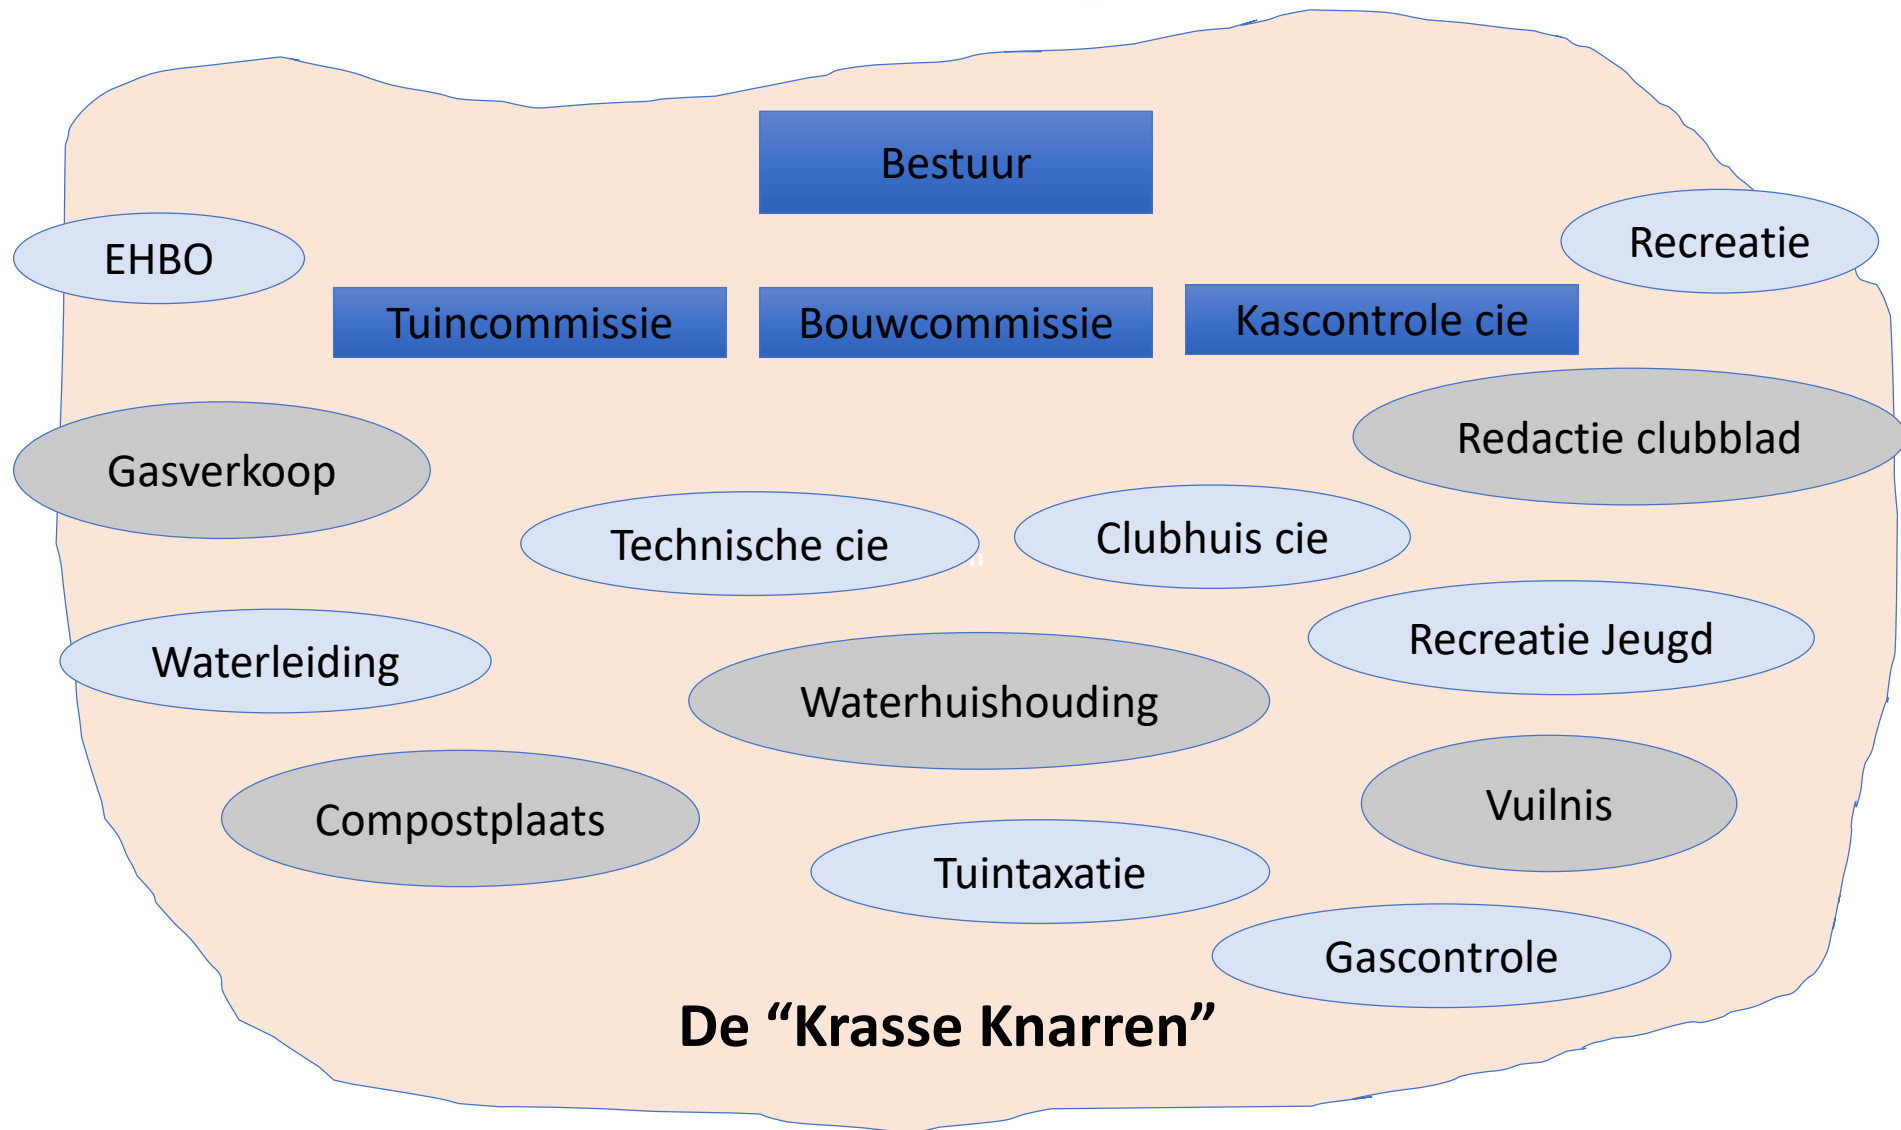 Bestuur
EHBO
Recreatie
Tuincommissie
Bouwcommissie
Kascontrole cie
Gasverkoop
Redactie clubblad
Technische cie
Clubhuis cie
Waterleiding
Recreatie Jeugd
Waterhuishouding
Compostplaats
Vuilnis
Tuintaxatie
Gascontrole
De “Krasse Knarren”